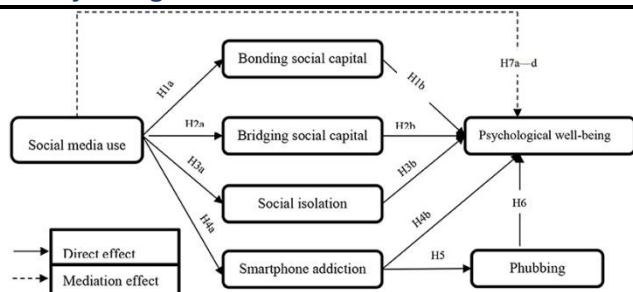 Bonding social capital
H7a—d
H1a
H1b
H2a
Bridging social capital
H2b
Psychological well-being
Social media use
H3a
H3b
Social isolation
H4a
H4b
H6
Direct effect
Smartphone addiction
H5
Phubbing
Mediation effect